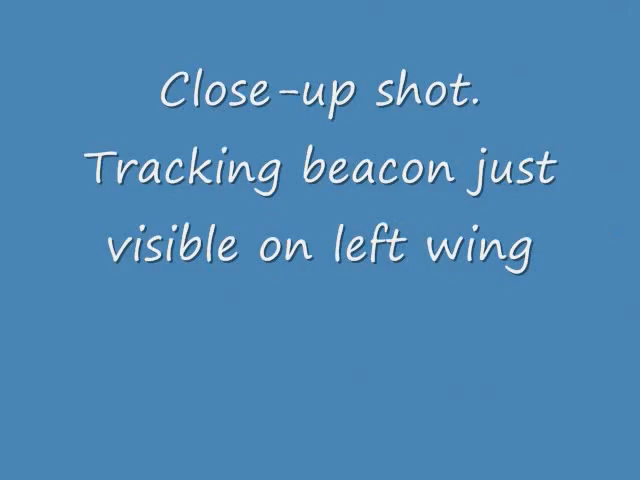 Close-up shot.
Tracking beacon just
visible on left wing